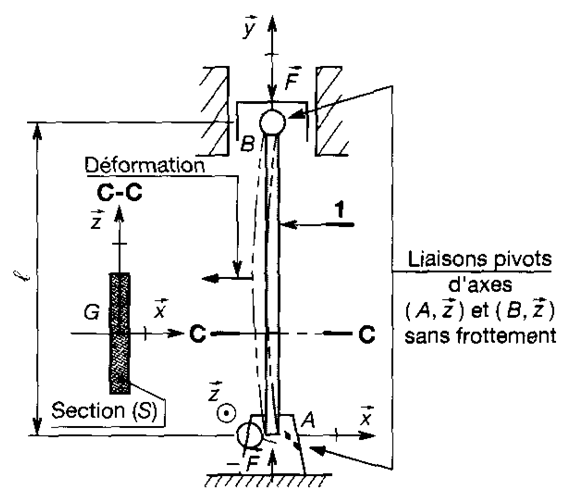 y
F
B
Déformation
C-C
z
1
ℓ
Liaisons pivots
d'axes
(A, z) et (B, z)
sans frottement
G
x
C
C
z
Section (S)
A
x
- F